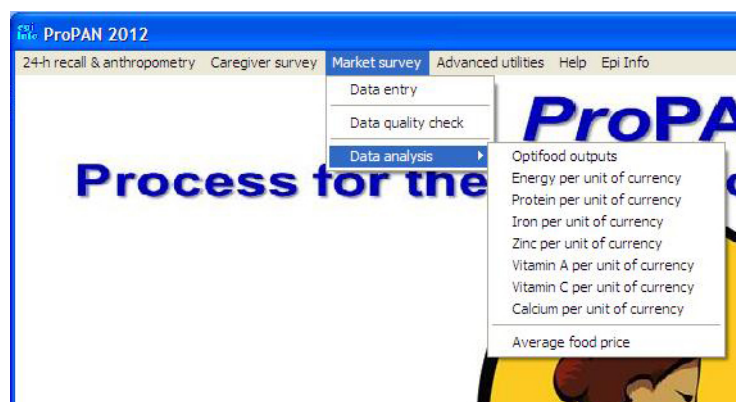 epi info ProPAN 2012
24-h recall & anthropometry Caregiver survey Market survey Advanced utilities Help Epi Info
Data entry
Data quality check
Data analysis
Optifood outputs
Energy per unit of currency
Protein per unit of currency
Iron per unit of currency
Zinc per unit of currency
Vitamin A per unit of currency
Vitamin C per unit of currency
Calcium per unit of currency
Average food price
ProPA
Process for the